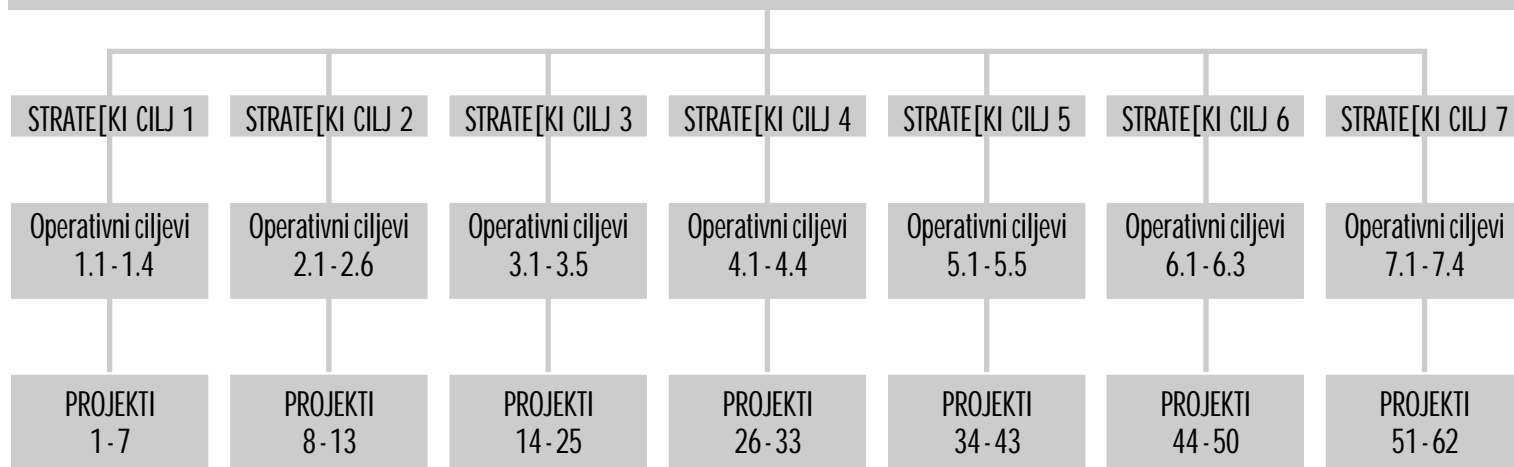 STRATE[KI CILJ 1
STRATE[KI CILJ 2
STRATE[KI CILJ 3
STRATE[KI CILJ 4
STRATE[KI CILJ 5
STRATE[KI CILJ 6
STRATE[KI CILJ 7
Operativni ciljevi
1.1 - 1.4
Operativni ciljevi
2.1 - 2.6
Operativni ciljevi
3.1 - 3.5
Operativni ciljevi
4.1 - 4.4
Operativni ciljevi
5.1 - 5.5
Operativni ciljevi
6.1 - 6.3
Operativni ciljevi
7.1 - 7.4
PROJEKTI
1 - 7
PROJEKTI
8 - 13
PROJEKTI
14 - 25
PROJEKTI
26 - 33
PROJEKTI
34 - 43
PROJEKTI
44 - 50
PROJEKTI
51 - 62